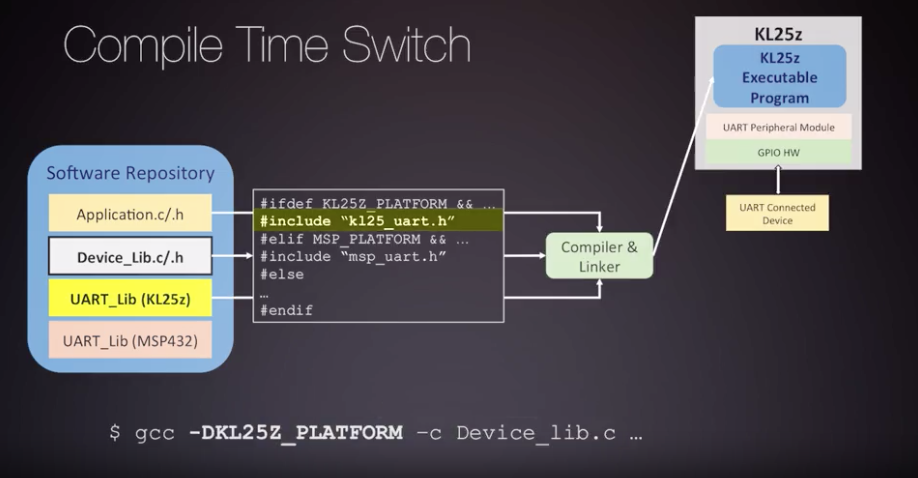 Compile Time Switch
KL25z
KL25z
Executable
Program
UART Peripheral Module
GPIO HW
UART Connected
Device
Software Repository
Application.c/.h
Device_Lib.c/.h
UART_Lib (KL25z)
UART_Lib (MSP432)
#ifdef KL25Z_PLATFORM && …
#include “kl25_uart.h”
#elif MSP_PLATFORM && …
#include “msp_uart.h”
#else
…
#endif
Compiler &
Linker
$ gcc -DKL25Z_PLATFORM –c Device_lib.c …